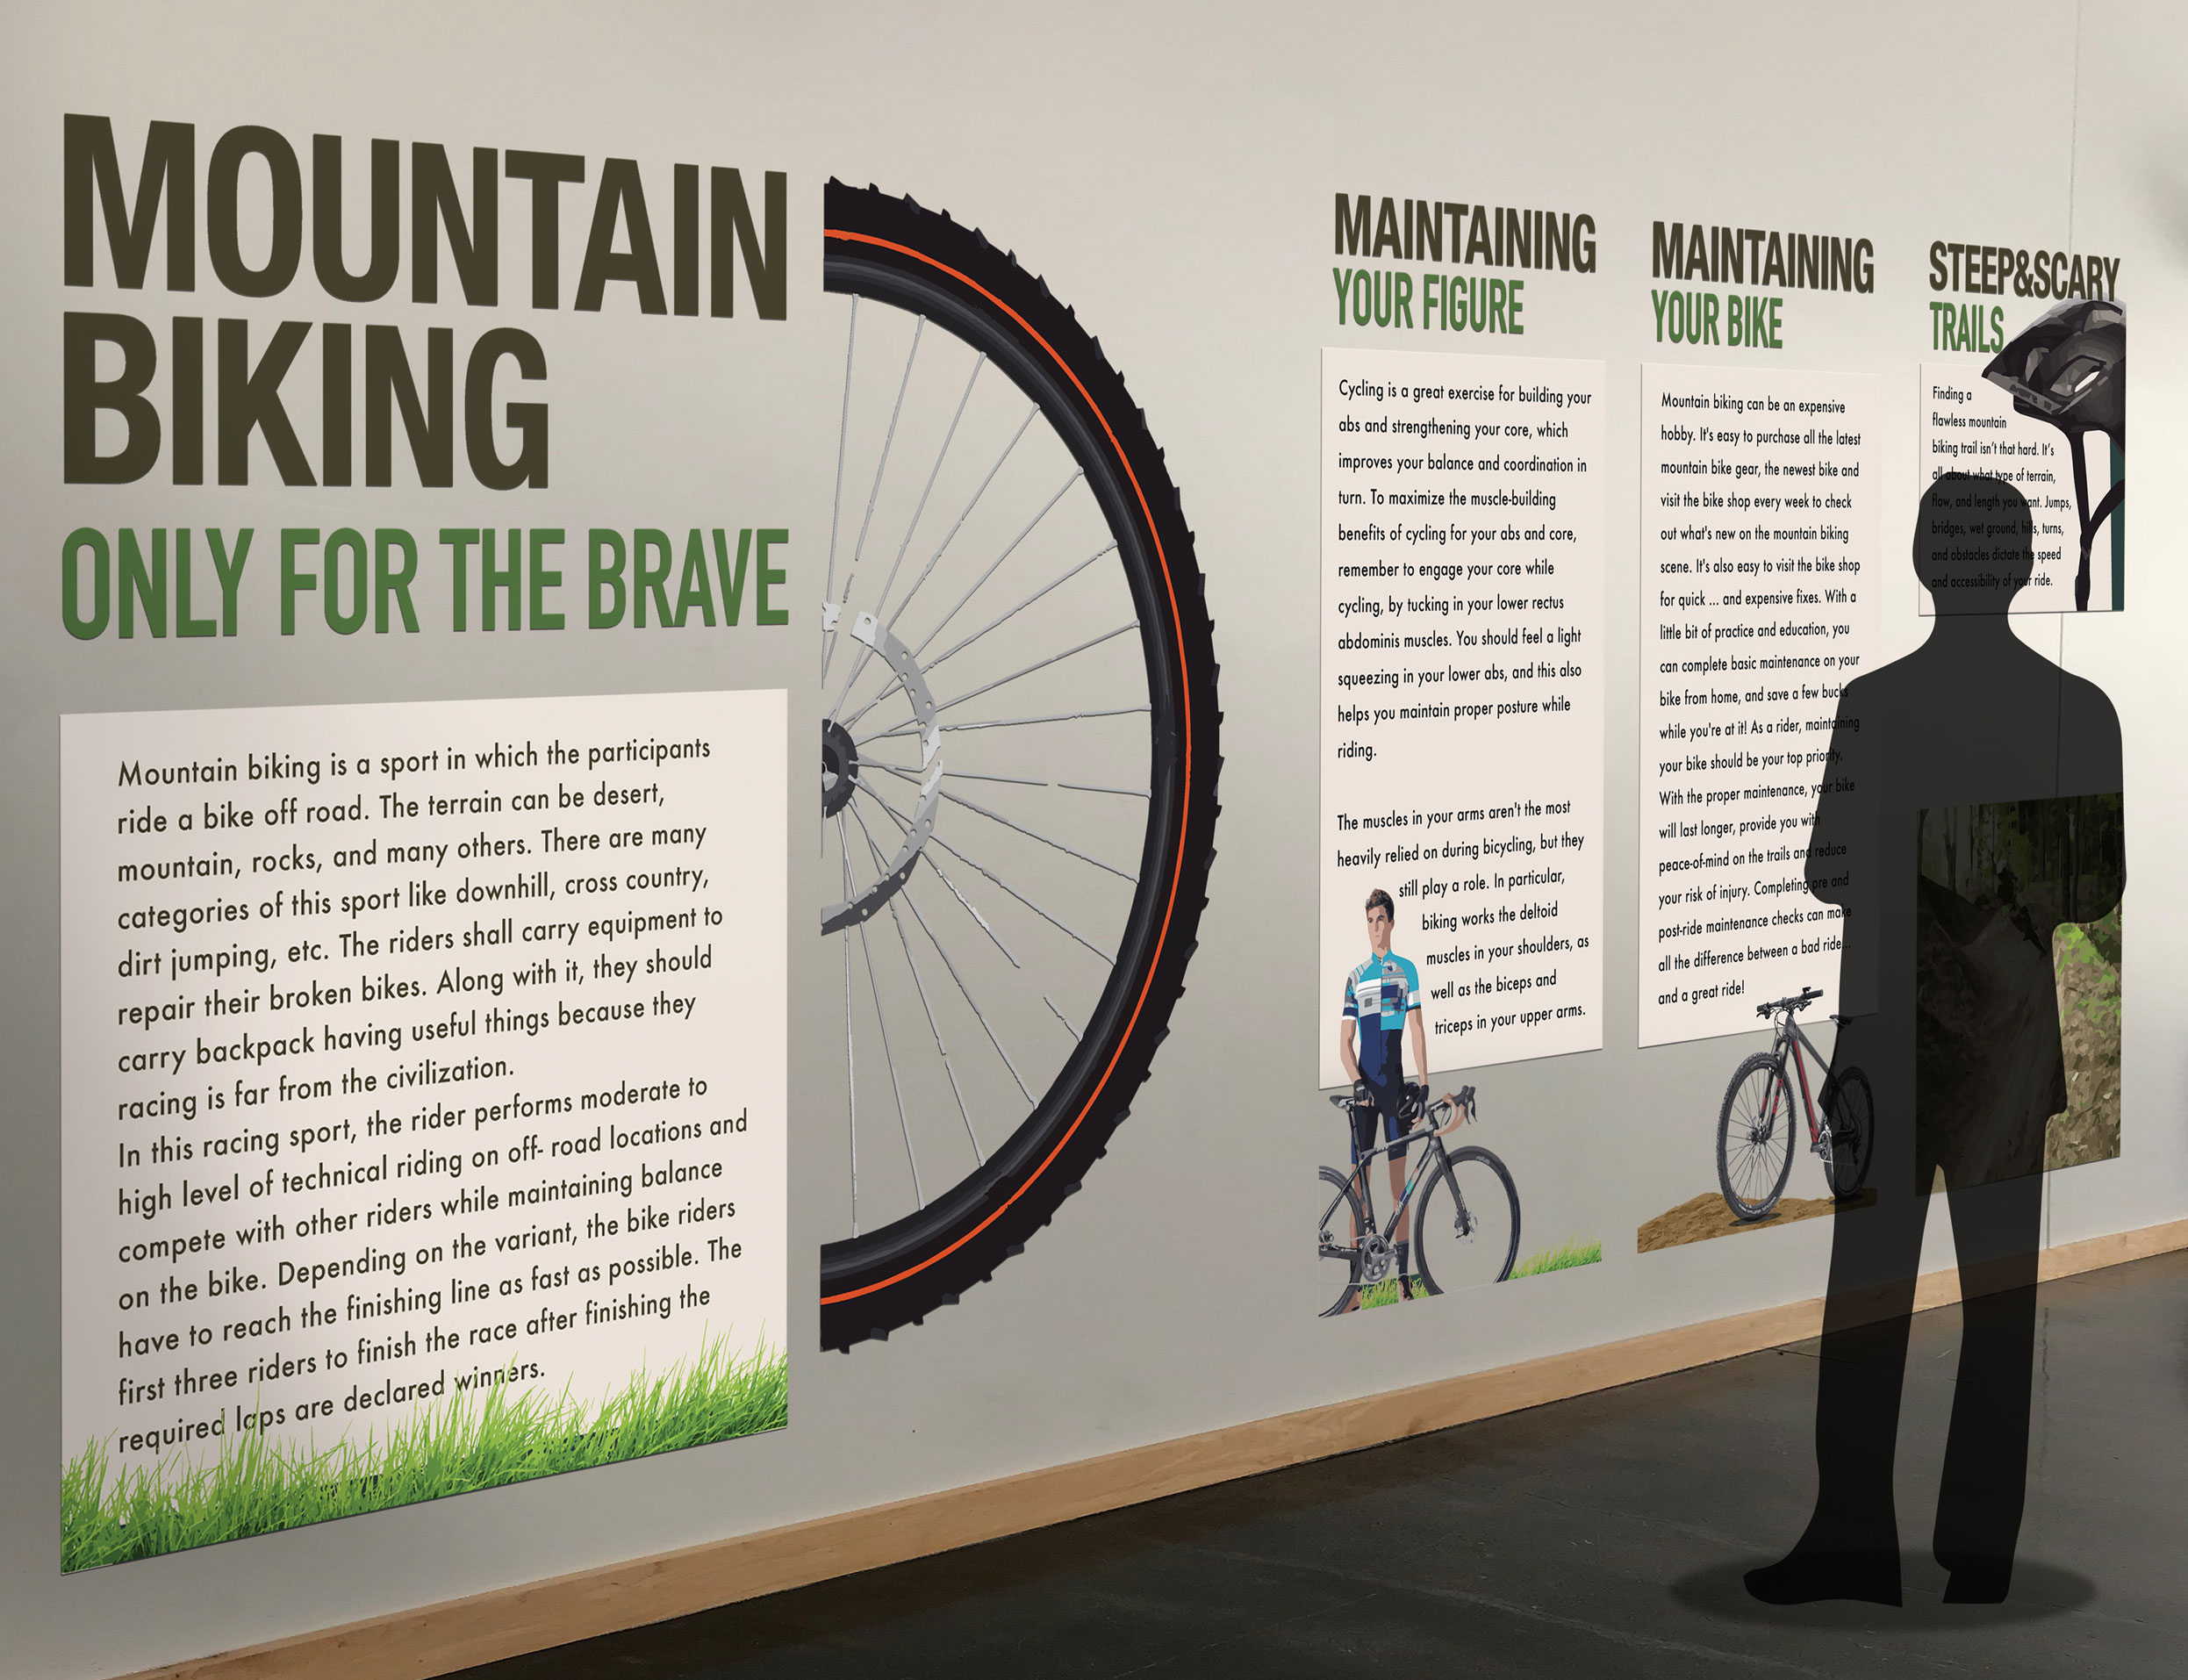 MOUNTAIN
BIKING
ONLY FOR THE BRAVE
Mountain biking is a sport in which the participants
ride a bike off road. The terrain can be desert,
mountain, rocks, and many others. There are many
categories of this sport like downhill, cross country,
dirt jumping, etc. The riders shall carry equipment to
repair their broken bikes. Along with it, they should
carry backpack having useful things because they
racing is far from the civilization.
In this racing sport, the rider performs moderate to
high level of technical riding on off- road locations and
compete with other riders while maintaining balance
on the bike. Depending on the variant, the bike riders
have to reach the finishing line as fast as possible. The
first three riders to finish the race after finishing the
required laps are declared winners.
MAINTAINING
YOUR FIGURE
Cycling is a great exercise for building your
abs and strengthening your core, which
improves your balance and coordination in
turn. To maximize the muscle-building
benefits of cycling for your abs and core,
remember to engage your core while
cycling, by tucking in your lower rectus
abdominis muscles. You should feel a light
squeezing in your lower abs, and this also
helps you maintain proper posture while
riding.
The muscles in your arms aren't the most
heavily relied on during bicycling, but they
still play a role. In particular,
biking works the deltoid
muscles in your shoulders, as
well as the biceps and
triceps in your upper arms.
MAINTAINING
YOUR BIKE
Mountain biking can be an expensive
hobby. It's easy to purchase all the latest
mountain bike gear, the newest bike and
visit the bike shop every week to check
out what's new on the mountain biking
scene. It's also easy to visit the bike shop
for quick ... and expensive fixes. With a
little bit of practice and education, you
can complete basic maintenance on your
bike from home, and save a few bucks
while you're at it! As a rider, maintaining
your bike should be your top priority.
With the proper maintenance, your bike
will last longer, provide you with
peace-of-mind on the trails and reduce
your risk of injury. Completing pre and
post-ride maintenance checks can make
all the difference between a bad ride...
and a great ride!
STEEP&SCARY
TRAILS
Finding a
flawless mountain
biking trail isn't that hard. It's
all about what type of terrain,
flow, and length you want. Jumps,
bridges, wet ground, hills, turns,
and obstacles dictate the speed
and accessibility of your ride.